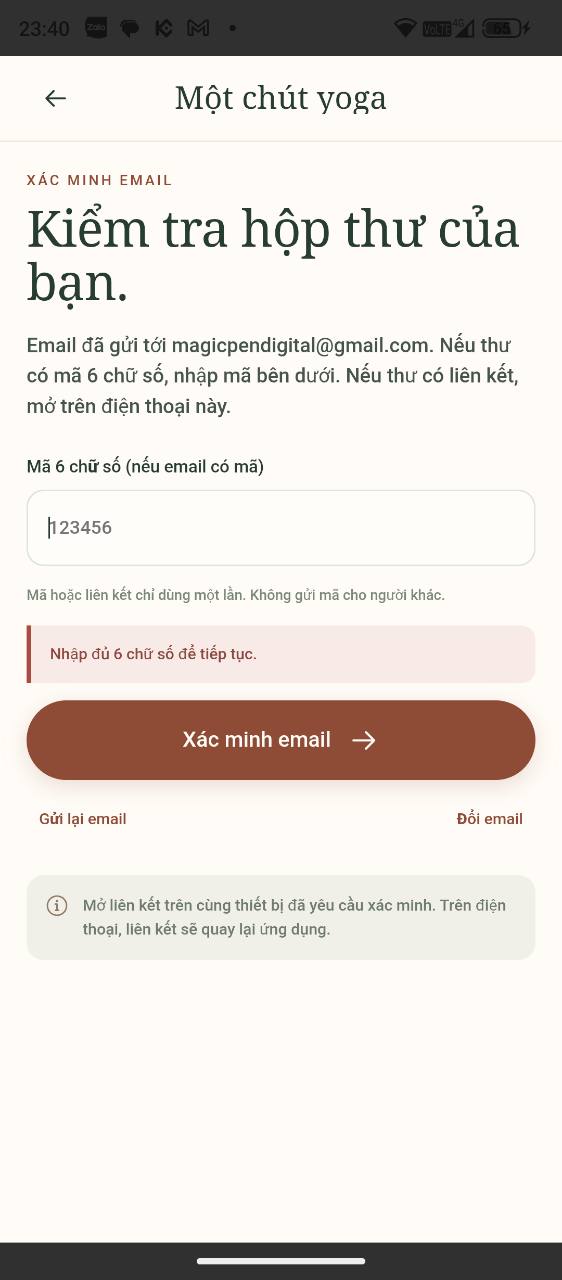 23:40
Zalo
VoLTE
4G
65
Một chút yoga
XÁC MINH EMAIL
Kiểm tra hộp thư của
bạn.
Email đã gửi tới magicpendigital@gmail.com. Nếu thư
có mã 6 chữ số, nhập mã bên dưới. Nếu thư có liên kết,
mở trên điện thoại này.
Mã 6 chữ số (nếu email có mã)
123456
Mã hoặc liên kết chỉ dùng một lần. Không gửi mã cho người khác.
Nhập đủ 6 chữ số để tiếp tục.
Xác minh email
Gửi lại email
Đổi email
Mở liên kết trên cùng thiết bị đã yêu cầu xác minh. Trên điện
thoại, liên kết sẽ quay lại ứng dụng.